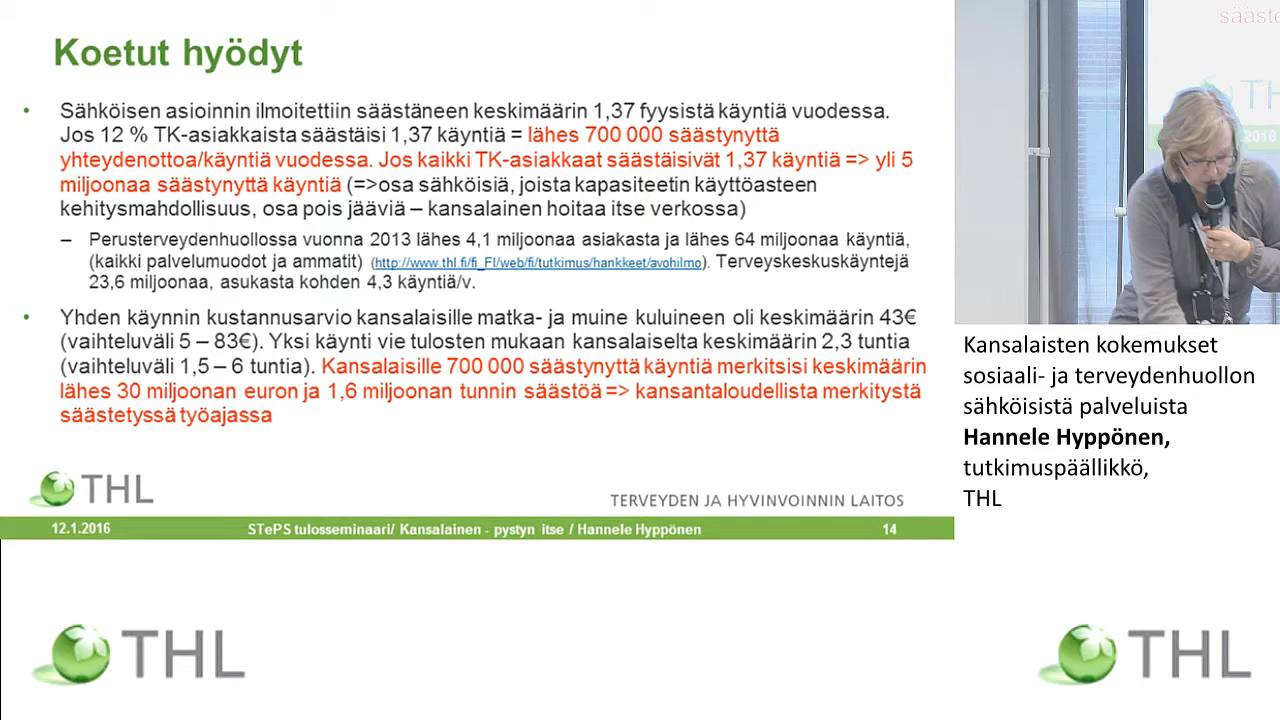 Koetut hyödyt
• Sähköisen asioinnin ilmoitettiin säästäneen keskimäärin 1,37 fyysistä käyntiä vuodessa.
Jos 12 % TK-asiakkaista säästäisi 1,37 käyntiä = lähes 700 000 säästynyttä
yhteydenottoa/käyntiä vuodessa. Jos kaikki TK-asiakkaat säästäisivät 1,37 käyntiä => yli 5
miljoonaa säästynyttä käyntiä (=>osa sähköisiä, joista kapasiteetin käyttöasteen
kehitysmahdollisuus, osa pois jääviä – kansalainen hoitaa itse verkossa)
– Perusterveydenhuollossa vuonna 2013 lähes 4,1 miljoonaa asiakasta ja lähes 64 miljoonaa käyntiä,
(kaikki palvelumuodot ja ammatit) (http://www.thl.fi/fi_FI/web/fi/tutkimus/hankkeet/avohilmo). Terveyskeskuskäyntejä
23,6 miljoonaa, asukasta kohden 4,3 käyntiä/v.
• Yhden käynnin kustannusarvio kansalaisille matka- ja muine kuluineen oli keskimäärin 43€
(vaihteluväli 5 – 83€). Yksi käynti vie tulosten mukaan kansalaiselta keskimäärin 2,3 tuntia
(vaihteluväli 1,5 – 6 tuntia). Kansalaisille 700 000 säästynyttä käyntiä merkitsisi keskimäärin
lähes 30 miljoonan euron ja 1,6 miljoonan tunnin säästöä => kansantaloudellista merkitystä
säästetyssä työajassa
THL
TERVEYDEN JA HYVINVOINNIN LAITOS
12.1.2016 STePS tulosseminaari/ Kansalainen - pystyn itse / Hannele Hyppönen 14
TH
2016
Kansalaisten kokemukset
sosiaali- ja terveydenhuollon
sähköisistä palveluista
Hannele Hyppönen,
tutkimuspäällikkö,
THL
THL
THL